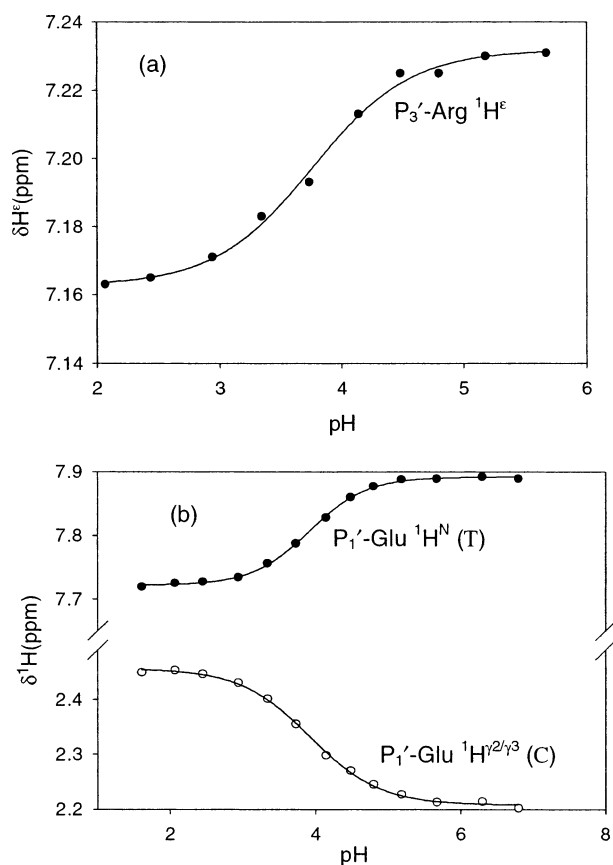 7.24
(a)
7.22
P₃′-Arg ¹Hᵋ
7.20
δHᵋ(ppm)
7.18
7.16
7.14
2 3 4 5 6
pH
7.9
(b)
7.8
P₁′-Glu ¹Hᴺ (T)
7.7
δ¹H(ppm)
2.4
2.3
P₁′-Glu ¹Hᵞ²/ᵞ³ (C)
2.2
2 4 6 8
pH